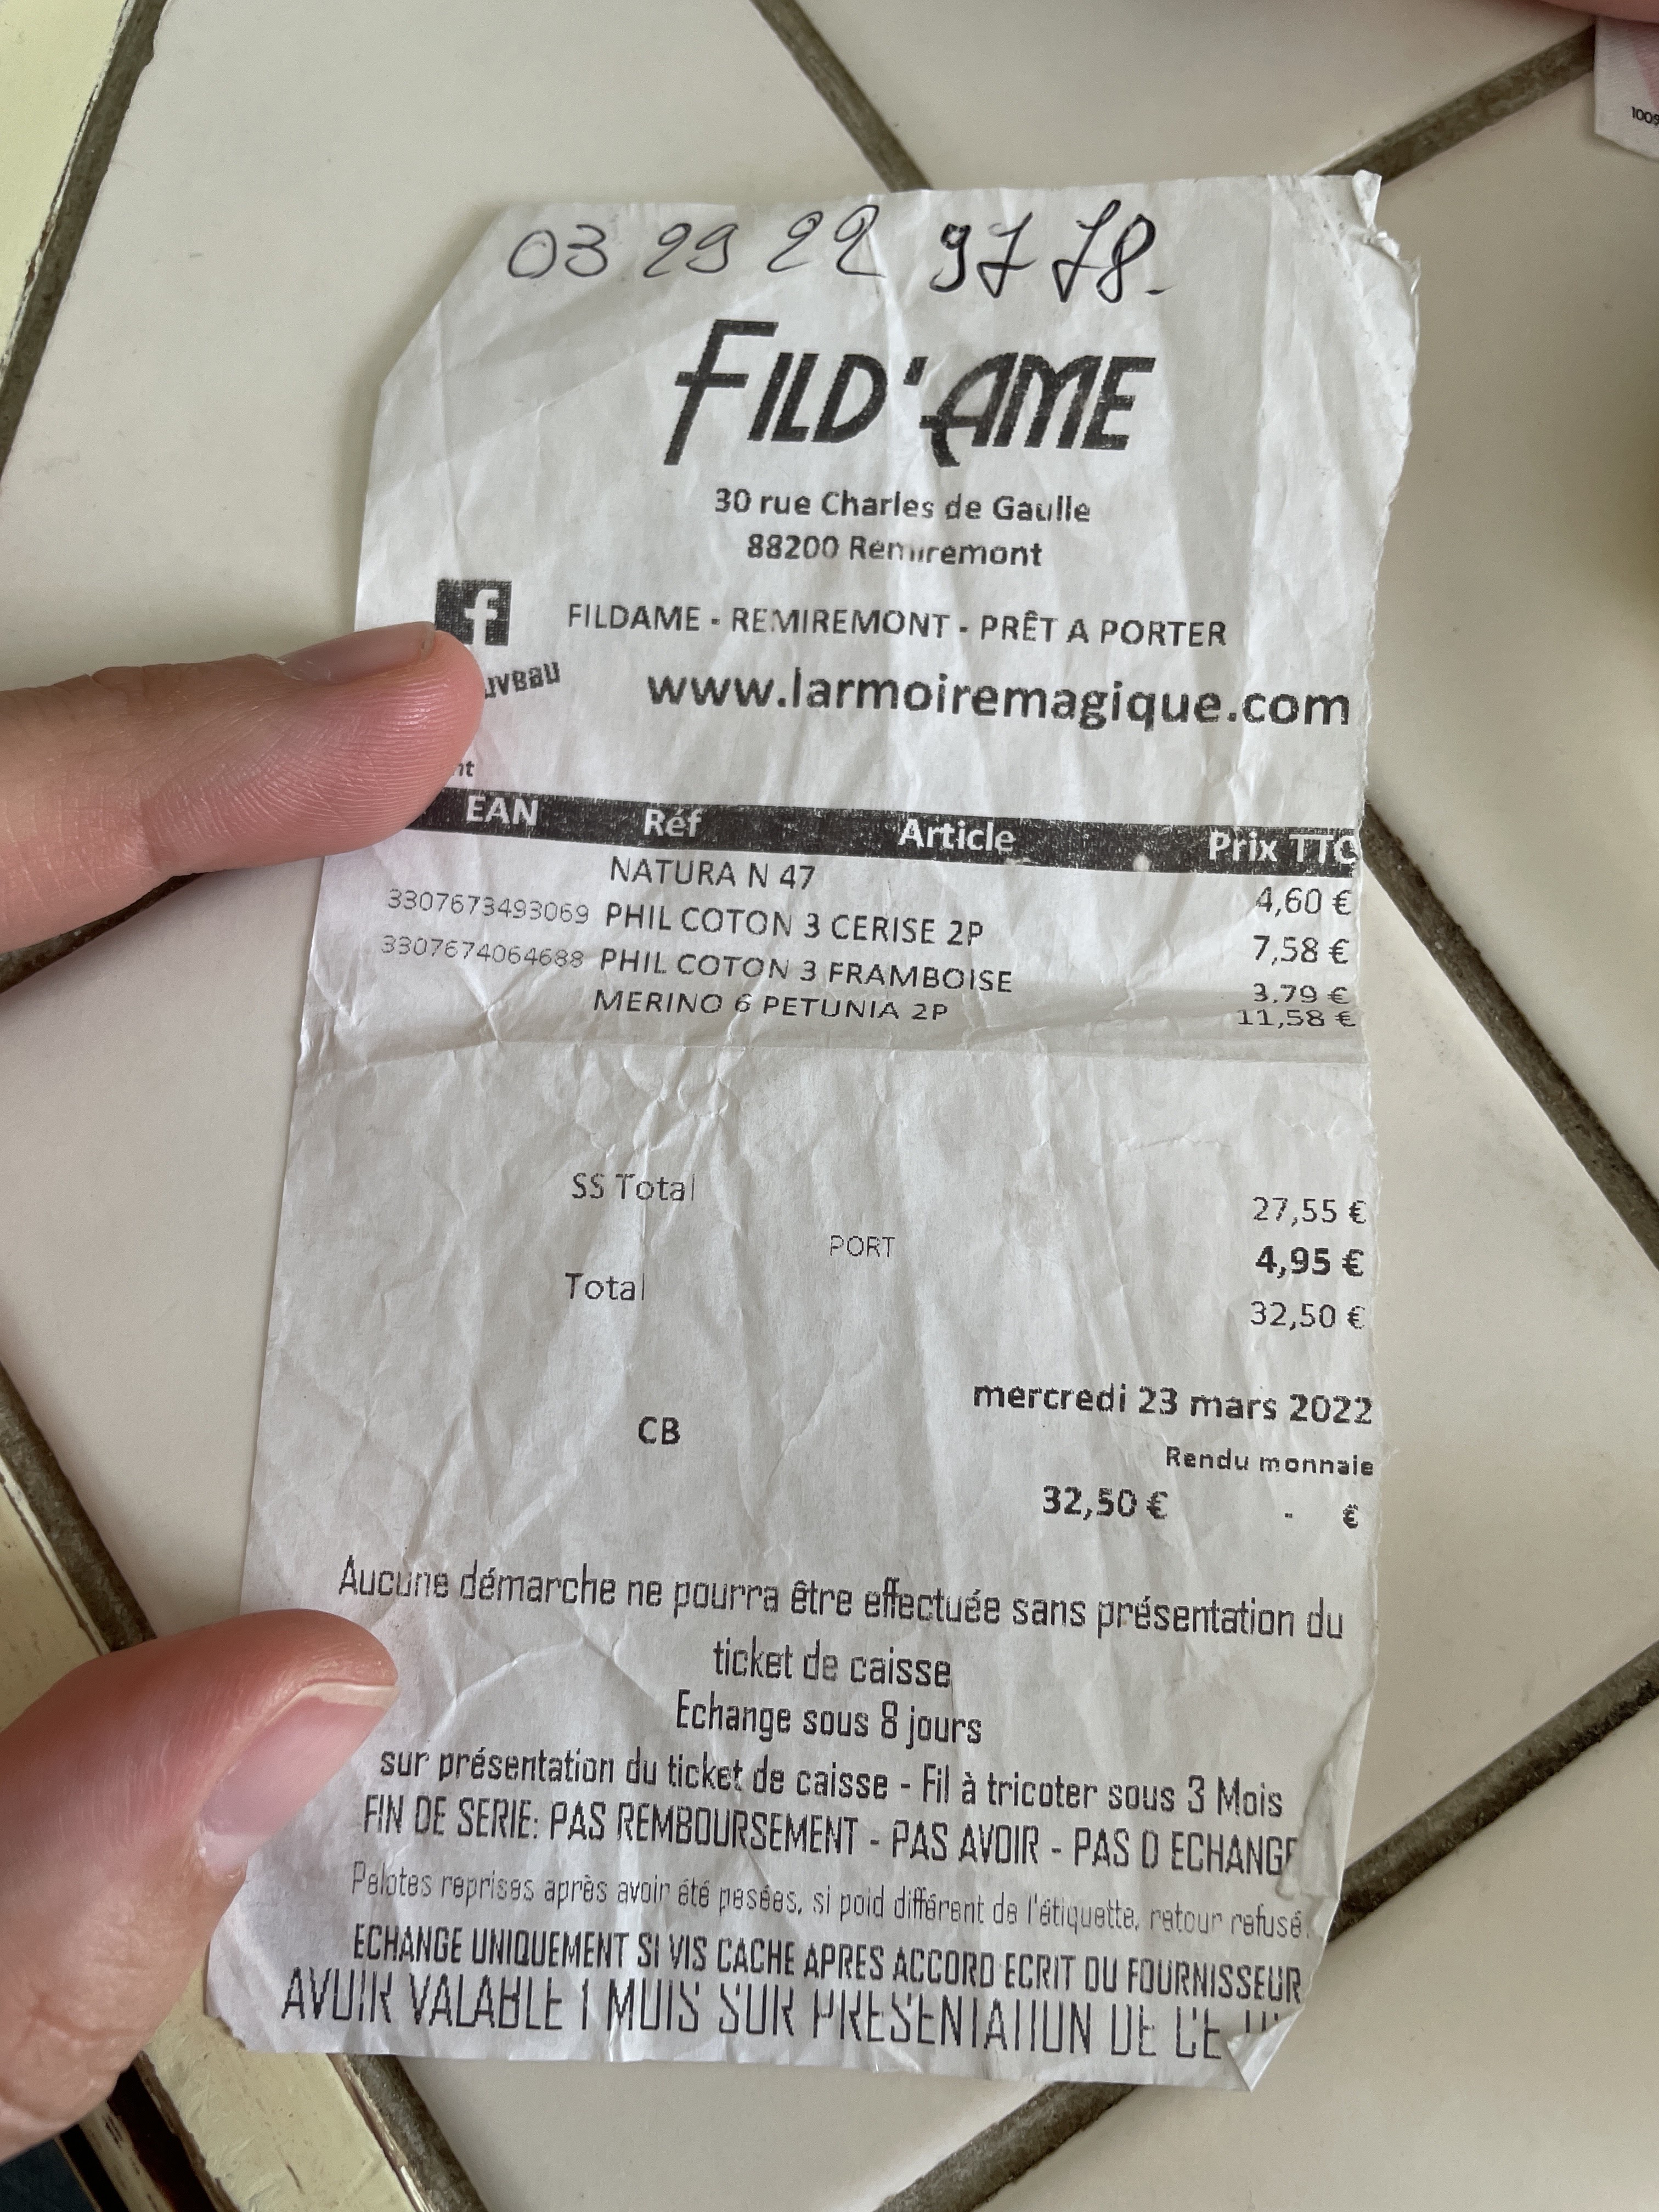 03 29 22 97 78.
FILD'AME
30 rue Charles de Gaulle
88200 Remiremont
f FILDAME - REMIREMONT - PRÊT A PORTER
www.larmoiremagique.com
EAN Réf Article Prix TTC
NATURA N 47 4,60 €
3307673493069 PHIL COTON 3 CERISE 2P 7,58 €
3307674064688 PHIL COTON 3 FRAMBOISE 3,79 €
MERINO 6 PETUNIA 2P 11,58 €
SS Total 27,55 €
PORT 4,95 €
Total 32,50 €
mercredi 23 mars 2022
CB Rendu monnaie
32,50 € - €
Aucune démarche ne pourra être effectuée sans présentation du
ticket de caisse
Echange sous 8 jours
sur présentation du ticket de caisse - Fil à tricoter sous 3 Mois
FIN DE SERIE: PAS REMBOURSEMENT - PAS AVOIR - PAS D ECHANGE
Pelotes reprises après avoir été pesées, si poid différent de l'étiquette, retour refusé.
ECHANGE UNIQUEMENT SI VIS CACHE APRES ACCORD ECRIT DU FOURNISSEUR
AVOIR VALABLE 1 MOIS SUR PRESENTATION DE CE